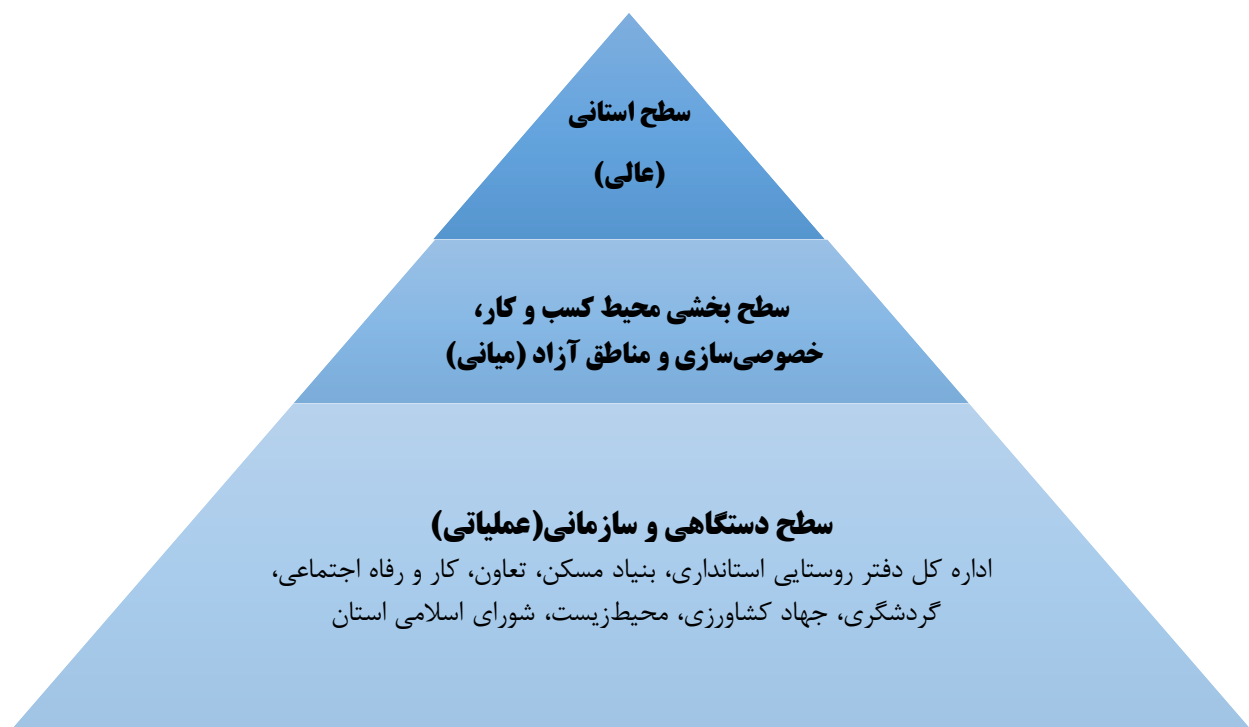 سطح استانی
(عالی)
سطح بخشی محیط کسب و کار،
خصوصی‌سازی و مناطق آزاد (میانی)
سطح دستگاهی و سازمانی(عملیاتی)
اداره کل دفتر روستایی استانداری، بنیاد مسکن، تعاون، کار و رفاه اجتماعی،
گردشگری، جهاد کشاورزی، محیط‌زیست، شورای اسلامی استان